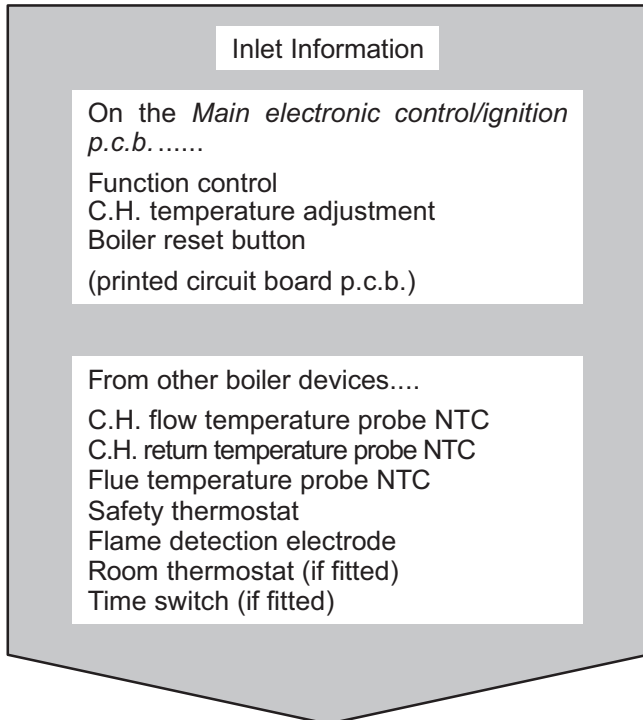 Inlet Information
On the Main electronic control/ignition
p.c.b. ......
Function control
C.H. temperature adjustment
Boiler reset button
(printed circuit board p.c.b.)
From other boiler devices....
C.H. flow temperature probe NTC
C.H. return temperature probe NTC
Flue temperature probe NTC
Safety thermostat
Flame detection electrode
Room thermostat (if fitted)
Time switch (if fitted)